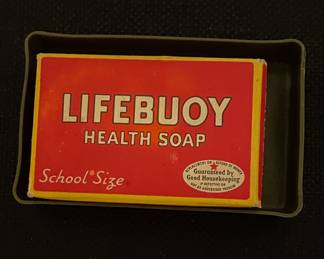 LIFEBUOY
HEALTH SOAP
School Size
Guaranteed by
Good Housekeeping